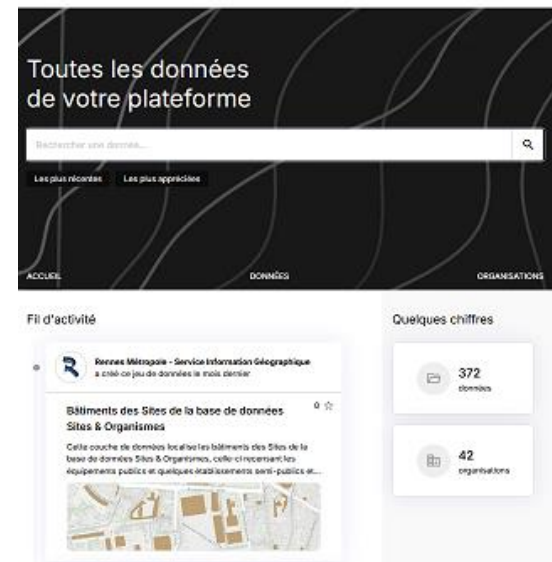 Toutes les données
de votre plateforme
Rechercher une donnée...
Les plus récentes Les plus appréciées
ACCUEIL DONNÉES ORGANISATIONS
Fil d'activité
Rennes Métropole - Service Information Géographique
a créé ce jeu de données le mois dernier
Bâtiments des Sites de la base de données
Sites & Organismes
0
Cette couche de données localise les bâtiments des Sites de la
base de données Sites & Organismes, celle-ci recensant les
équipements publics et quelques établissements semi-publics et...
Quelques chiffres
372
données
42
organisations